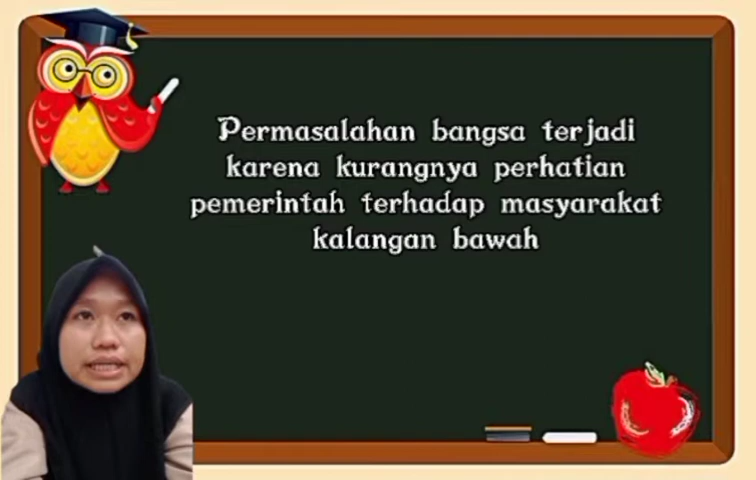 Permasalahan bangsa terjadi
karena kurangnya perhatian
pemerintah terhadap masyarakat
kalangan bawah